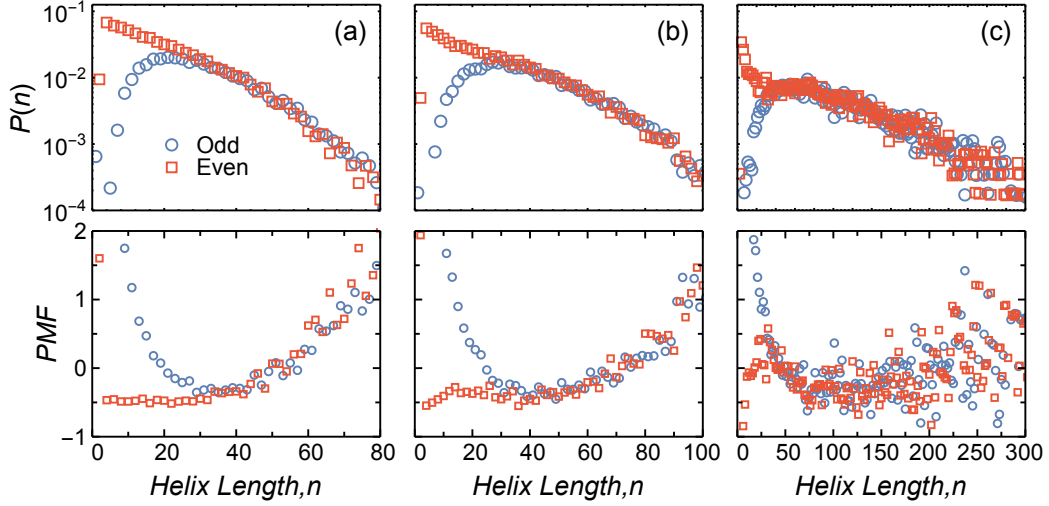 10⁻¹
10⁻²
10⁻³
10⁻⁴
P(n)
(a)
Odd
Even
(b)
(c)
2
1
0
−1
PMF
0 20 40 60 80
0 20 40 60 80 100
0 50 100 150 200 250 300
Helix Length,n
Helix Length,n
Helix Length,n